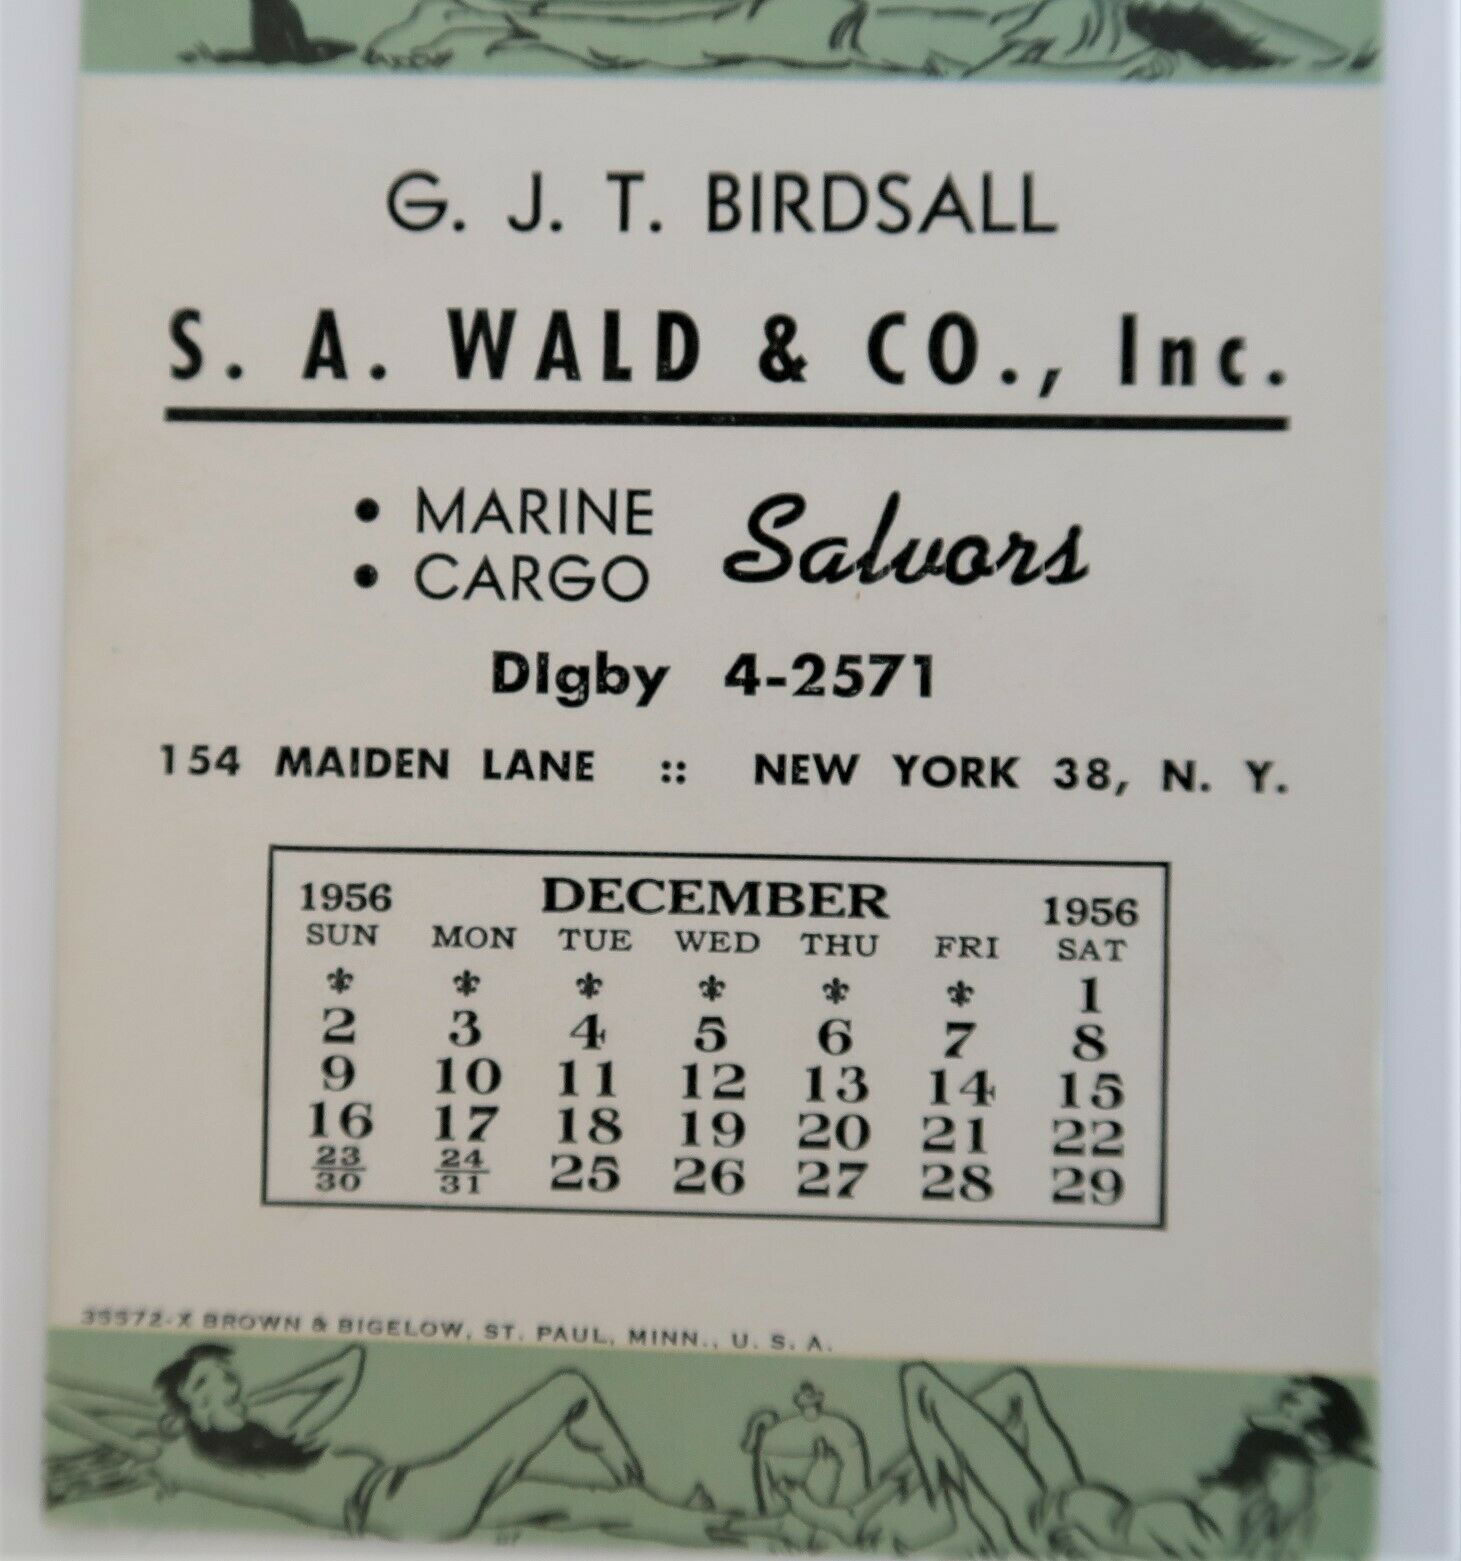 G. J. T. BIRDSALL
S. A. WALD & CO., Inc.
• MARINE
• CARGO
Salvors
DIgby 4-2571
154 MAIDEN LANE :: NEW YORK 38, N. Y.
1956 DECEMBER 1956
SUN MON TUE WED THU FRI SAT
1
2 3 4 5 6 7 8
9 10 11 12 13 14 15
16 17 18 19 20 21 22
23/30 24/31 25 26 27 28 29
35572-X BROWN & BIGELOW, ST. PAUL, MINN., U. S. A.